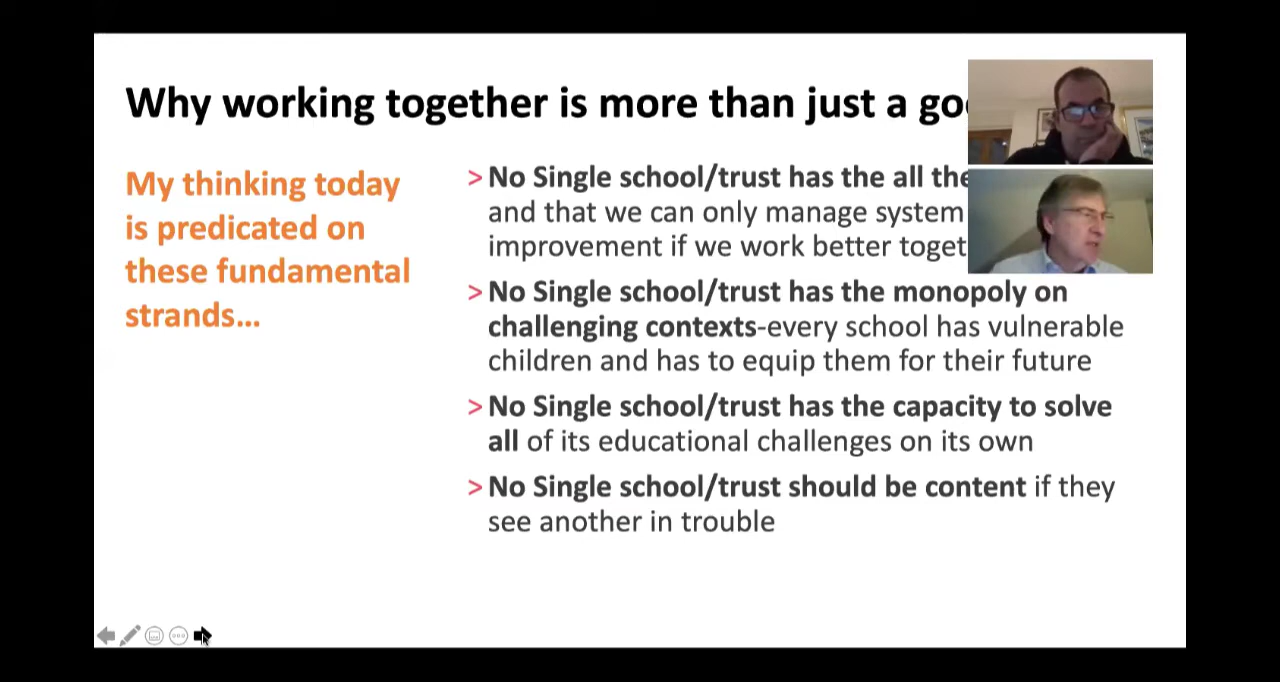 Why working together is more than just a
My thinking today
is predicated on
these fundamental
strands...
> No Single school/trust has the all the
and that we can only manage system
improvement if we work better
> No Single school/trust has the monopoly on
challenging contexts-every school has vulnerable
children and has to equip them for their future
> No Single school/trust has the capacity to solve
all of its educational challenges on its own
> No Single school/trust should be content if they
see another in trouble